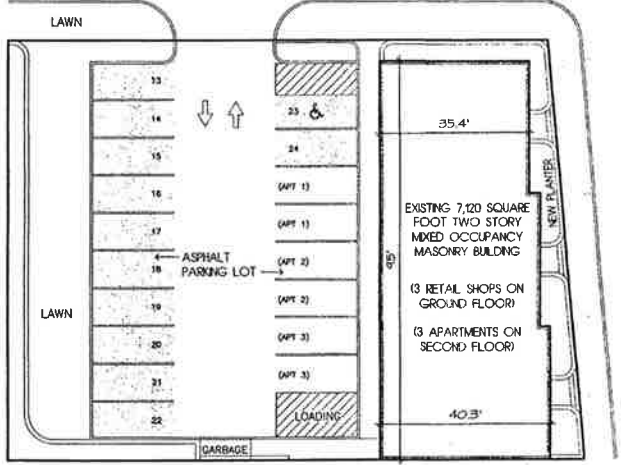 LAWN
13
14
15
16
17
18
19
20
21
22
23
24
(APT 1)
(APT 1)
(APT 2)
(APT 2)
(APT 3)
(APT 3)
LOADING
ASPHALT
PARKING LOT
LAWN
GARBAGE
35.4'
95'
EXISTING 7,120 SQUARE
FOOT TWO STORY
MIXED OCCUPANCY
MASONRY BUILDING
(3 RETAIL SHOPS ON
GROUND FLOOR)
(3 APARTMENTS ON
SECOND FLOOR)
40.3'
NEW PLANTER